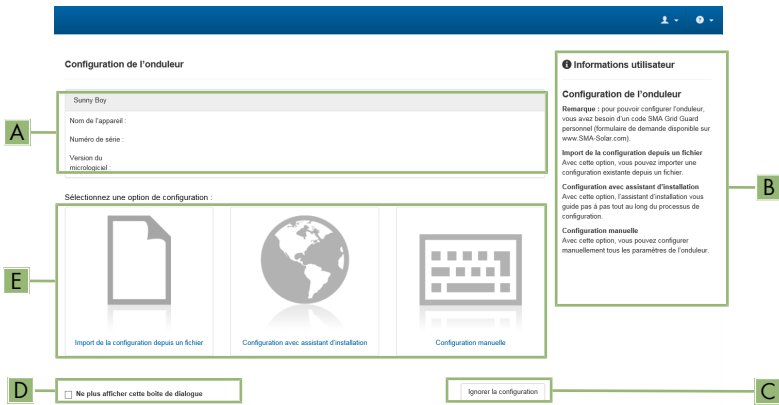 Configuration de l'onduleur
Sunny Boy
Nom de l'appareil :
Numéro de série :
Version du
micrologiciel :
A
Informations utilisateur
Configuration de l'onduleur
Remarque : pour pouvoir configurer l'onduleur,
vous avez besoin d'un code SMA Grid Guard
personnel (formulaire de demande disponible sur
www.SMA-Solar.com).
Import de la configuration depuis un fichier
Avec cette option, vous pouvez importer une
configuration existante depuis un fichier.
Configuration avec assistant d'installation
Avec cette option, l'assistant d'installation vous
guide pas à pas tout au long du processus de
configuration.
Configuration manuelle
Avec cette option, vous pouvez configurer
manuellement tous les paramètres de l'onduleur.
B
Sélectionnez une option de configuration :
E
Import de la configuration depuis un fichier
Configuration avec assistant d'installation
Configuration manuelle
D
Ne plus afficher cette boîte de dialogue
Ignorer la configuration
C